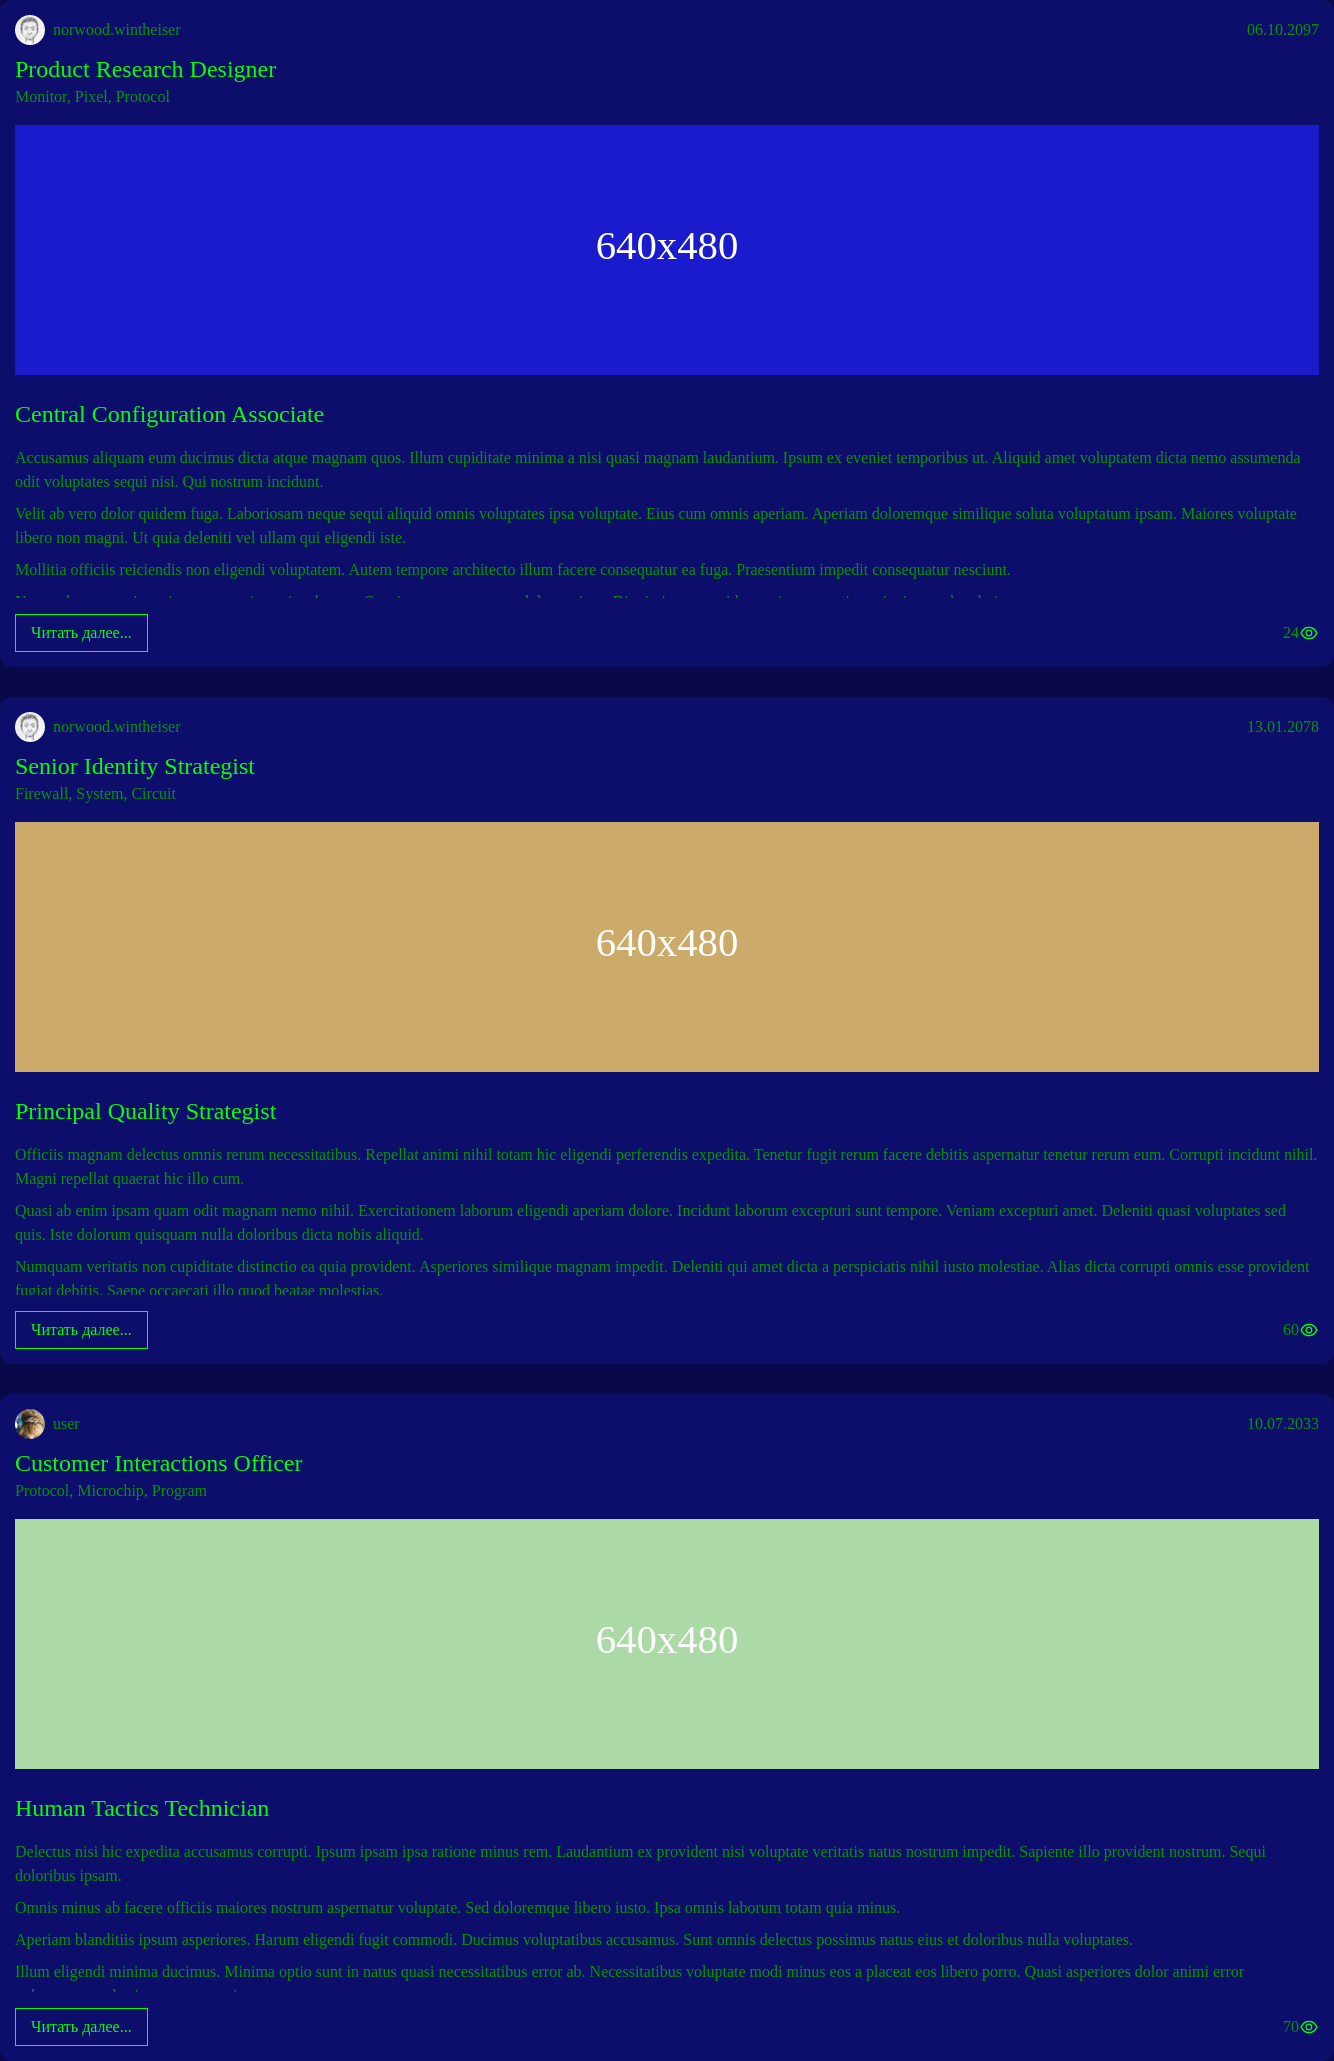 norwood.wintheiser
06.10.2097
Product Research Designer
Monitor, Pixel, Protocol
640x480
Central Configuration Associate
Accusamus aliquam eum ducimus dicta atque magnam quos. Illum cupiditate minima a nisi quasi magnam laudantium. Ipsum ex eveniet temporibus ut. Aliquid amet voluptatem dicta nemo assumenda
odit voluptates sequi nisi. Qui nostrum incidunt.
Velit ab vero dolor quidem fuga. Laboriosam neque sequi aliquid omnis voluptates ipsa voluptate. Eius cum omnis aperiam. Aperiam doloremque similique soluta voluptatum ipsam. Maiores voluptate
libero non magni. Ut quia deleniti vel ullam qui eligendi iste.
Mollitia officiis reiciendis non eligendi voluptatem. Autem tempore architecto illum facere consequatur ea fuga. Praesentium impedit consequatur nesciunt.
Читать далее...
24
norwood.wintheiser
13.01.2078
Senior Identity Strategist
Firewall, System, Circuit
640x480
Principal Quality Strategist
Officiis magnam delectus omnis rerum necessitatibus. Repellat animi nihil totam hic eligendi perferendis expedita. Tenetur fugit rerum facere debitis aspernatur tenetur rerum eum. Corrupti incidunt nihil.
Magni repellat quaerat hic illo cum.
Quasi ab enim ipsam quam odit magnam nemo nihil. Exercitationem laborum eligendi aperiam dolore. Incidunt laborum excepturi sunt tempore. Veniam excepturi amet. Deleniti quasi voluptates sed
quis. Iste dolorum quisquam nulla doloribus dicta nobis aliquid.
Numquam veritatis non cupiditate distinctio ea quia provident. Asperiores similique magnam impedit. Deleniti qui amet dicta a perspiciatis nihil iusto molestiae. Alias dicta corrupti omnis esse provident
fugiat debitis. Saepe occaecati illo quod beatae molestias.
Читать далее...
60
user
10.07.2033
Customer Interactions Officer
Protocol, Microchip, Program
640x480
Human Tactics Technician
Delectus nisi hic expedita accusamus corrupti. Ipsum ipsam ipsa ratione minus rem. Laudantium ex provident nisi voluptate veritatis natus nostrum impedit. Sapiente illo provident nostrum. Sequi
doloribus ipsam.
Omnis minus ab facere officiis maiores nostrum aspernatur voluptate. Sed doloremque libero iusto. Ipsa omnis laborum totam quia minus.
Aperiam blanditiis ipsum asperiores. Harum eligendi fugit commodi. Ducimus voluptatibus accusamus. Sunt omnis delectus possimus natus eius et doloribus nulla voluptates.
Illum eligendi minima ducimus. Minima optio sunt in natus quasi necessitatibus error ab. Necessitatibus voluptate modi minus eos a placeat eos libero porro. Quasi asperiores dolor animi error
Читать далее...
70